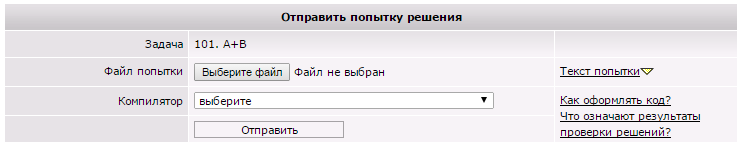 Отправить попытку решения
Задача 101. A+B
Файл попытки Выберите файл Файл не выбран Текст попытки
Компилятор выберите Как оформлять код?
Что означают результаты
Отправить проверки решений?